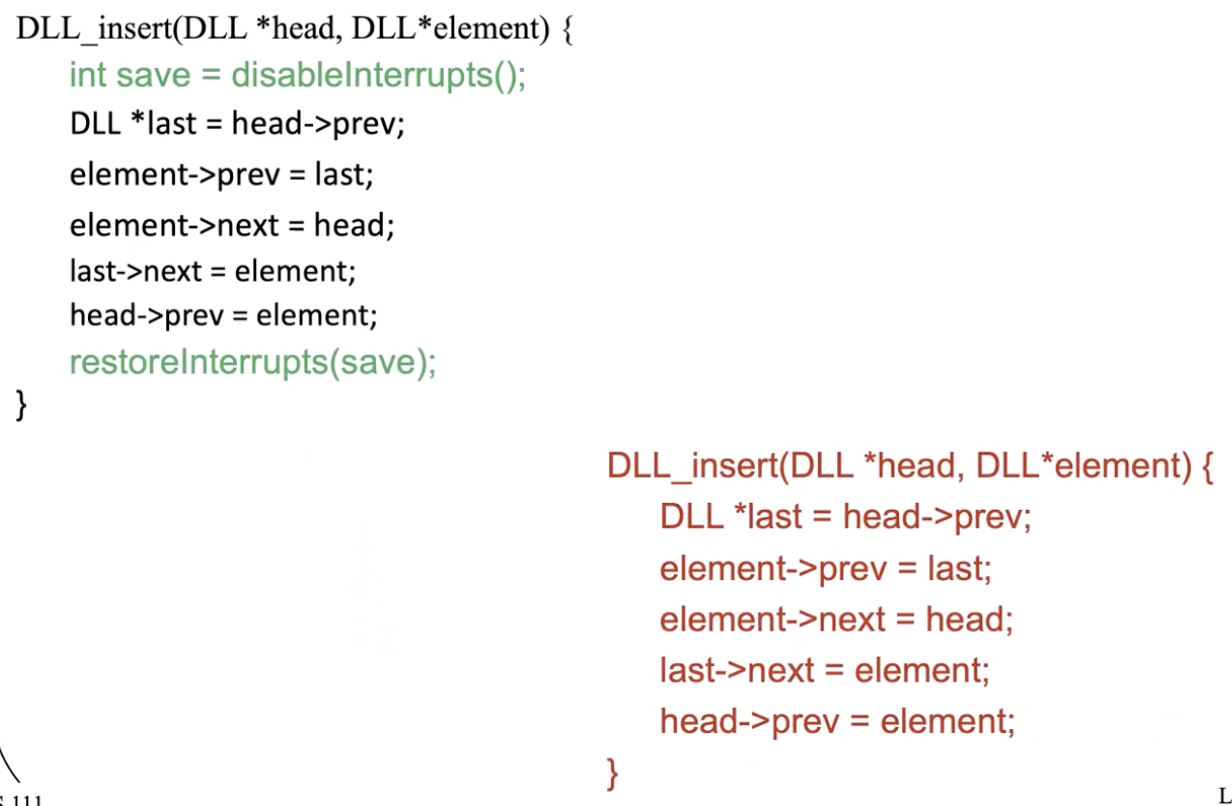 DLL_insert(DLL *head, DLL*element) {
int save = disableInterrupts();
DLL *last = head->prev;
element->prev = last;
element->next = head;
last->next = element;
head->prev = element;
restoreInterrupts(save);
}
DLL_insert(DLL *head, DLL*element) {
DLL *last = head->prev;
element->prev = last;
element->next = head;
last->next = element;
head->prev = element;
}
111